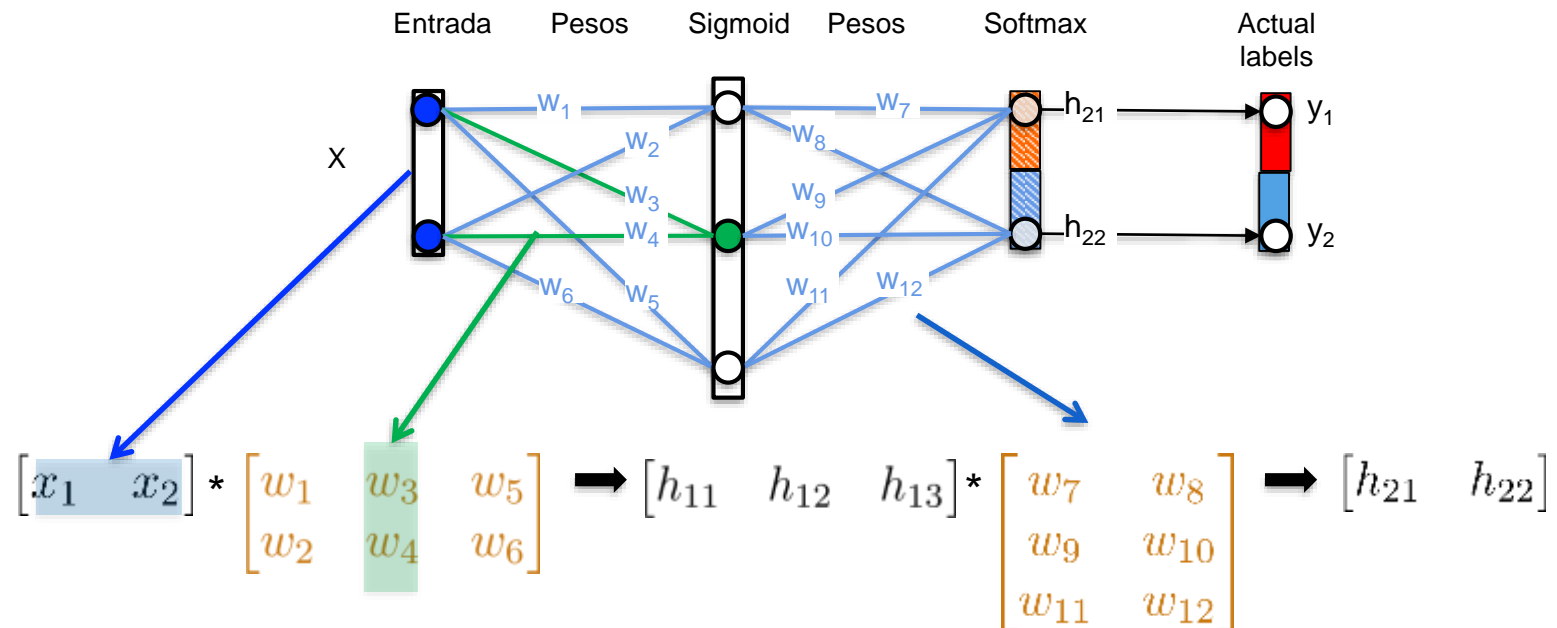 Entrada Pesos Sigmoid Pesos Softmax Actual
labels
w₁ w₇ h₂₁ y₁
w₂ w₈
X
w₃ w₉
w₄ w₁₀ h₂₂ y₂
w₆ w₅ w₁₁ w₁₂
[x₁ x₂] * [w₁ w₃ w₅ [h₁₁ h₁₂ h₁₃] * [w₇ w₈ [h₂₁ h₂₂]
w₂ w₄ w₆] w₉ w₁₀
w₁₁ w₁₂]